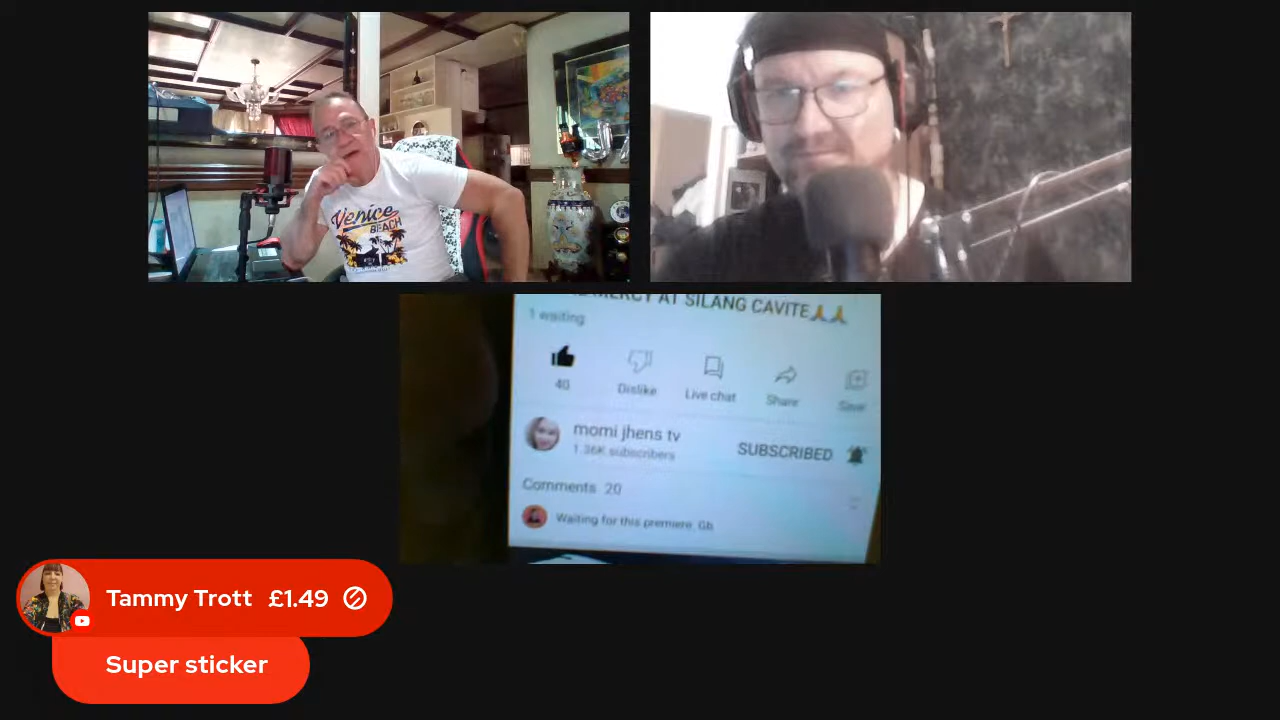 Venice
BEACH
MERCY AT SILANG CAVITE🙏🙏
1 waiting
40
Dislike
Live chat
Share
Save
momi jhens tv
1.36K subscribers
SUBSCRIBED
Comments 20
Waiting for this premiere. Gb
Tammy Trott £1.49
Super sticker